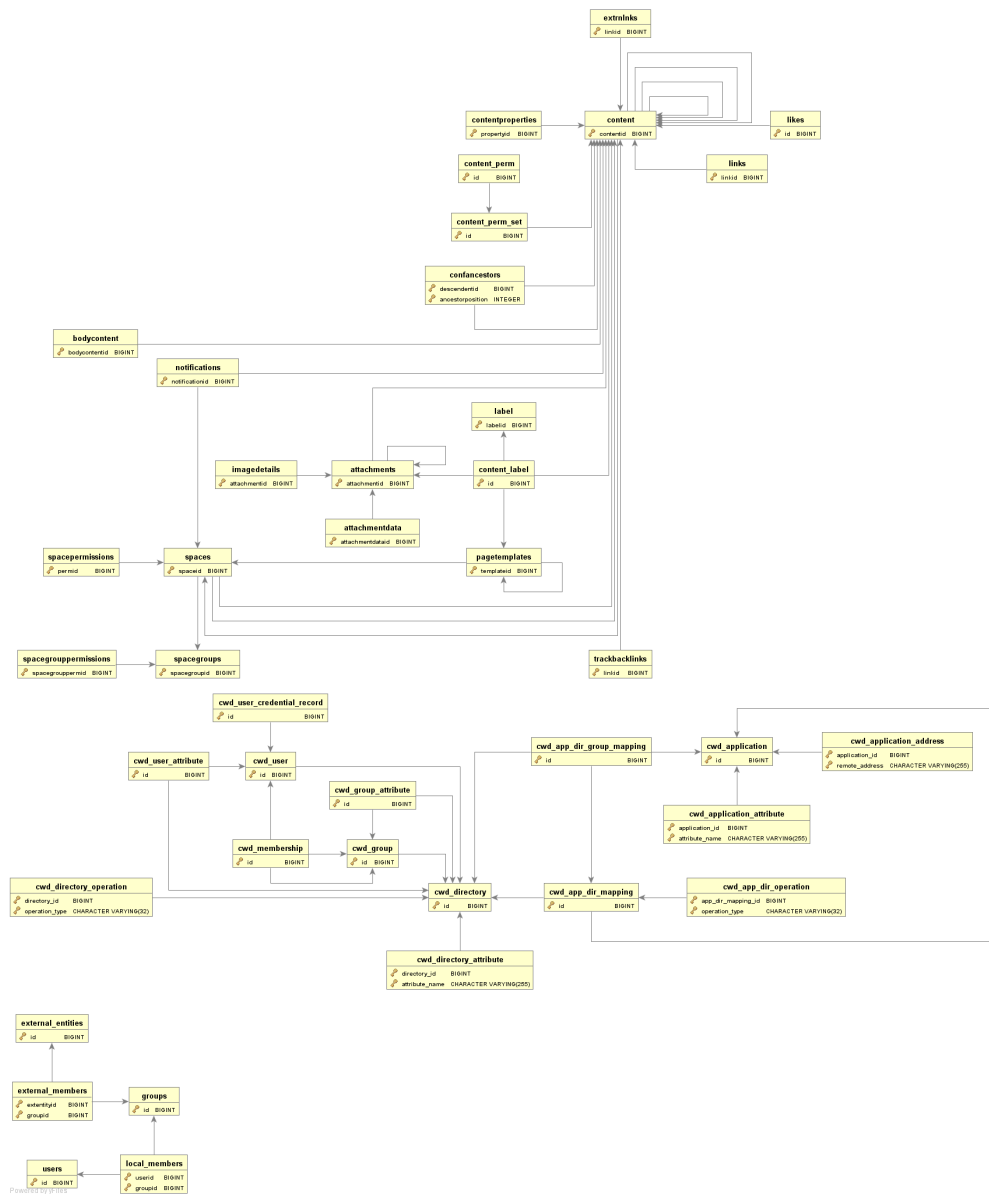 extrnlnks
linkid BIGINT
contentproperties
propertyid BIGINT
content
contentid BIGINT
likes
id BIGINT
content_perm
id BIGINT
links
linkid BIGINT
content_perm_set
id BIGINT
confancestors
descendentid BIGINT
ancestorposition INTEGER
bodycontent
bodycontentid BIGINT
notifications
notificationid BIGINT
label
labelid BIGINT
imagedetails
attachmentid BIGINT
attachments
attachmentid BIGINT
content_label
id BIGINT
attachmentdata
attachmentdataid BIGINT
spacepermissions
permid BIGINT
spaces
spaceid BIGINT
pagetemplates
templateid BIGINT
spacegrouppermissions
spacegrouppermid BIGINT
spacegroups
spacegroupid BIGINT
trackbacklinks
linkid BIGINT
cwd_user_credential_record
id BIGINT
cwd_user_attribute
id BIGINT
cwd_user
id BIGINT
cwd_app_dir_group_mapping
id BIGINT
cwd_application
id BIGINT
cwd_application_address
application_id BIGINT
remote_address CHARACTER VARYING(255)
cwd_group_attribute
id BIGINT
cwd_application_attribute
application_id BIGINT
attribute_name CHARACTER VARYING(255)
cwd_membership
id BIGINT
cwd_group
id BIGINT
cwd_directory_operation
directory_id BIGINT
operation_type CHARACTER VARYING(32)
cwd_directory
id BIGINT
cwd_app_dir_mapping
id BIGINT
cwd_app_dir_operation
app_dir_mapping_id BIGINT
operation_type CHARACTER VARYING(32)
cwd_directory_attribute
directory_id BIGINT
attribute_name CHARACTER VARYING(255)
external_entities
id BIGINT
external_members
extentityid BIGINT
groupid BIGINT
groups
id BIGINT
users
id BIGINT
local_members
userid BIGINT
groupid BIGINT
Powered by yFiles